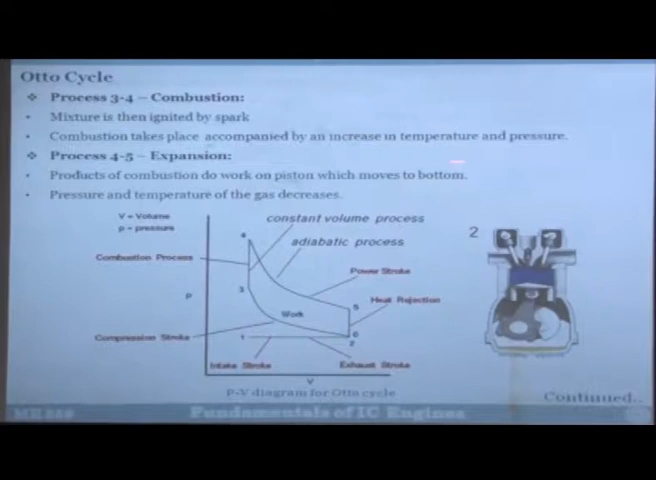 Otto Cycle
❖ Process 3-4 – Combustion:
• Mixture is then ignited by spark
• Combustion takes place accompanied by an increase in temperature and pressure.
❖ Process 4-5 – Expansion:
• Products of combustion do work on piston which moves to bottom.
• Pressure and temperature of the gas decreases.
V = Volume
p = pressure
constant volume process
adiabatic process
4
2
Combustion Process
Power Stroke
3
p
Heat Rejection
5
Work
Compression Stroke
1
6
2
Intake Stroke
Exhaust Stroke
V
P-V diagram for Otto cycle
Continued..
Fundamentals of IC Engines